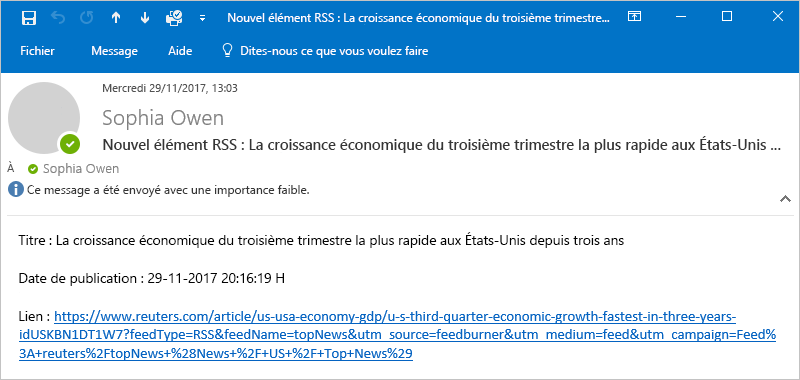 Nouvel élément RSS : La croissance économique du troisième trimestre...
Fichier Message Aide Dites-nous ce que vous voulez faire
Mercredi 29/11/2017, 13:03
Sophia Owen
Nouvel élément RSS : La croissance économique du troisième trimestre la plus rapide aux États-Unis ...
À Sophia Owen
Ce message a été envoyé avec une importance faible.
Titre : La croissance économique du troisième trimestre la plus rapide aux États-Unis depuis trois ans
Date de publication : 29-11-2017 20:16:19 H
Lien : https://www.reuters.com/article/us-usa-economy-gdp/u-s-third-quarter-economic-growth-fastest-in-three-years-
idUSKBN1DT1W7?feedType=RSS&feedName=topNews&utm_source=feedburner&utm_medium=feed&utm_campaign=Feed%
3A+reuters%2FtopNews+%28News+%2F+US+%2F+Top+News%29